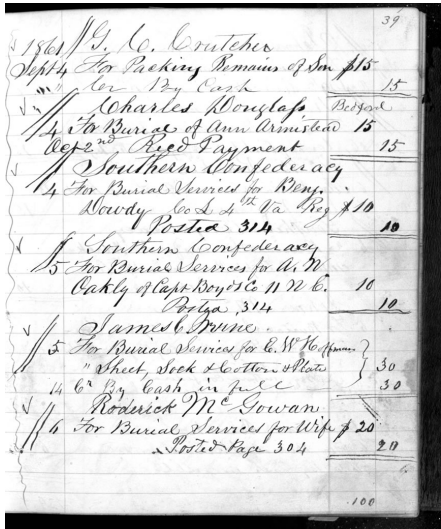 39
1861 G. C. Crutcher
Sept 4 For Packing Remains of Son $15
" Cr By Cash 15
" Charles Douglass Bedford
4 For Burial of Ann Armistead 15
Oct 2nd Recd Payment 15
Southern Confederacy
4 For Burial Services for Benj.
Dowdy Co I 4th Va Reg $10
Posted 314 10
Southern Confederacy
5 For Burial Services for A. N
Oakly of Capt Boyds Co 11 N C. 10
Posted, 314 10
James C Irvine.
5 For Burial Services for C. W Hoffman
" Sheet, Sock & Cotton & Plate 30
14 Cr By Cash in full 30
Roderick McGowan
6 For Burial Services for Wife $20
Posted Page 304 20
100